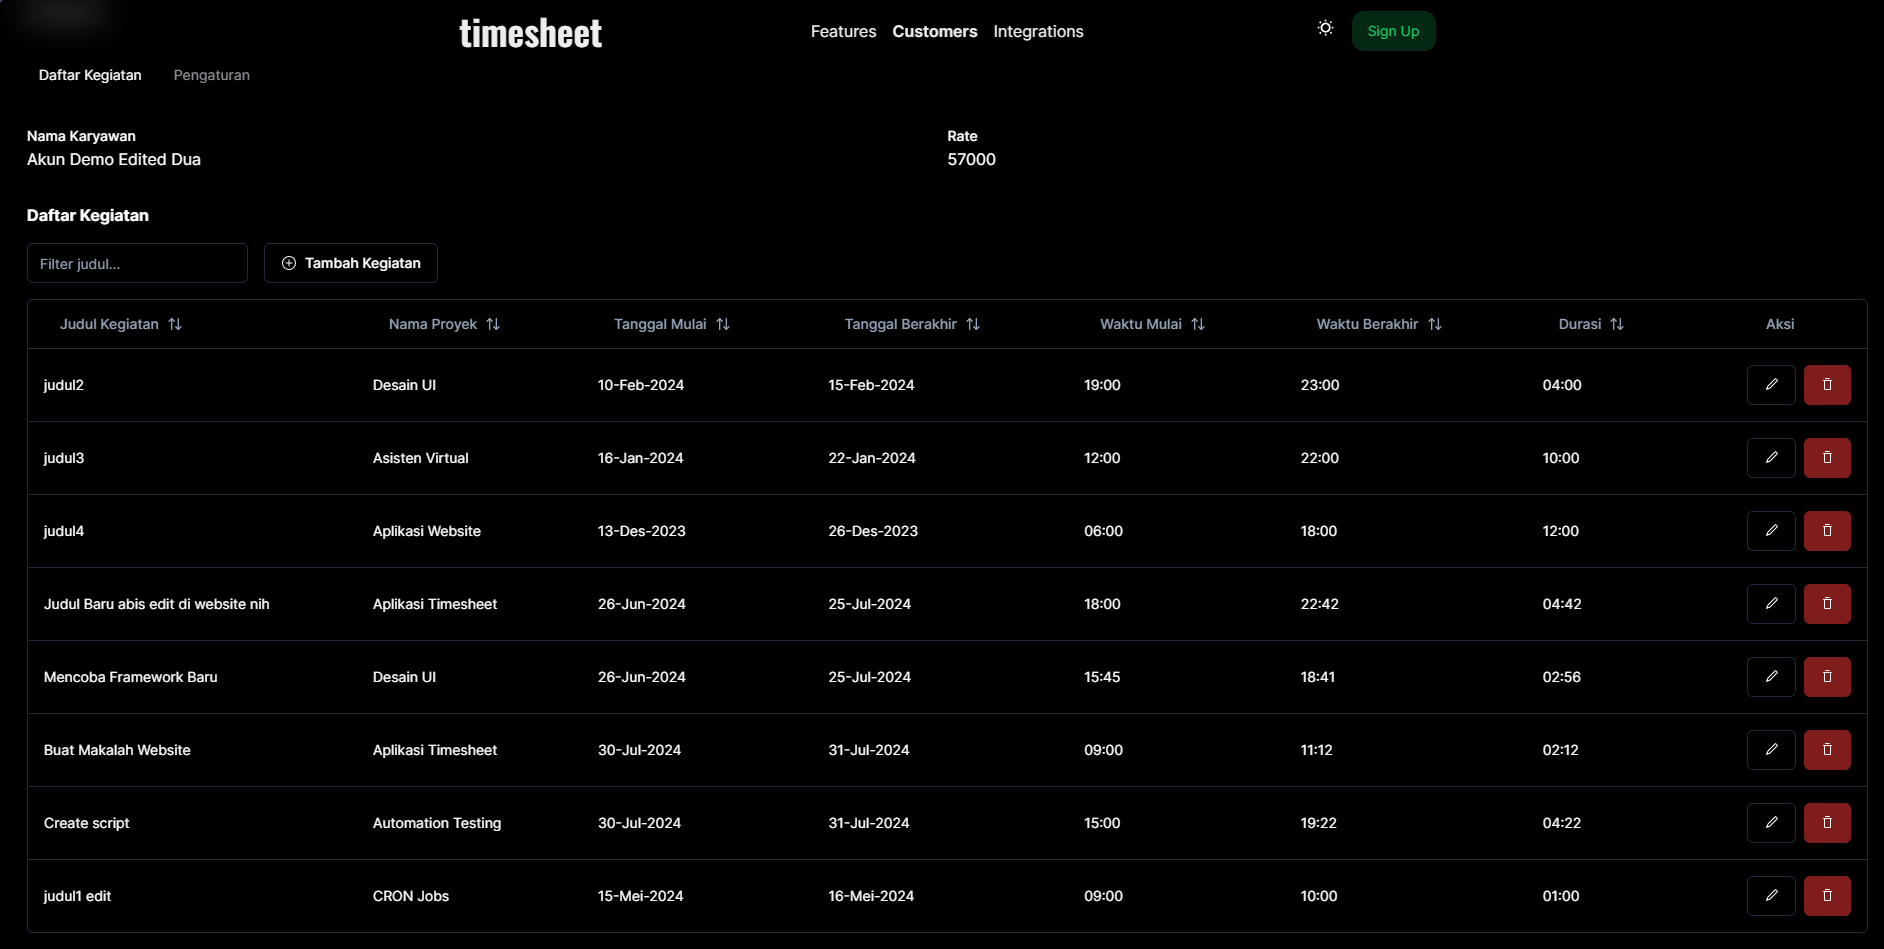 timesheet
Features Customers Integrations
Sign Up
Daftar Kegiatan Pengaturan
Nama Karyawan Rate
Akun Demo Edited Dua 57000
Daftar Kegiatan
Filter judul... Tambah Kegiatan
Judul Kegiatan Nama Proyek Tanggal Mulai Tanggal Berakhir Waktu Mulai Waktu Berakhir Durasi Aksi
judul2 Desain UI 10-Feb-2024 15-Feb-2024 19:00 23:00 04:00
judul3 Asisten Virtual 16-Jan-2024 22-Jan-2024 12:00 22:00 10:00
judul4 Aplikasi Website 13-Des-2023 26-Des-2023 06:00 18:00 12:00
Judul Baru abis edit di website nih Aplikasi Timesheet 26-Jun-2024 25-Jul-2024 18:00 22:42 04:42
Mencoba Framework Baru Desain UI 26-Jun-2024 25-Jul-2024 15:45 18:41 02:56
Buat Makalah Website Aplikasi Timesheet 30-Jul-2024 31-Jul-2024 09:00 11:12 02:12
Create script Automation Testing 30-Jul-2024 31-Jul-2024 15:00 19:22 04:22
judul1 edit CRON Jobs 15-Mei-2024 16-Mei-2024 09:00 10:00 01:00